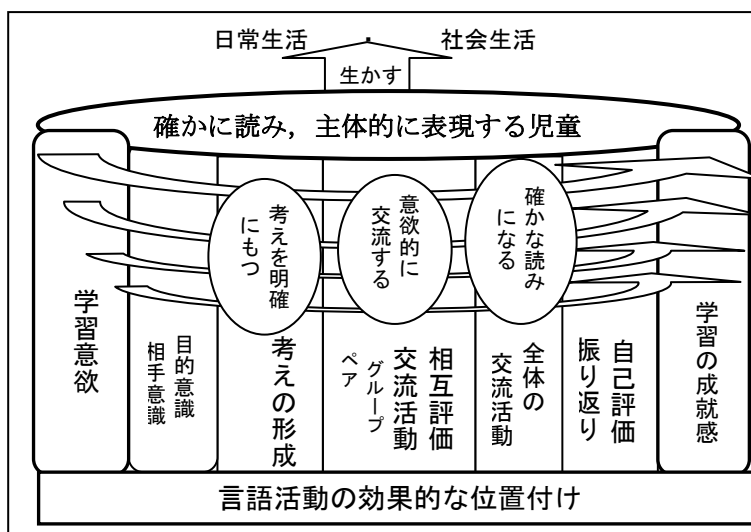 日常生活 ・ 社会生活
生かす
確かに読み，主体的に表現する児童
考えを明確
にもつ
意欲的に
交流する
確かな読み
になる
学習意欲
目的意識
相手意識
考えの形成
相互評価
交流活動
グループ
ペア
全体の
交流活動
自己評価
振り返り
学習の成就感
言語活動の効果的な位置付け